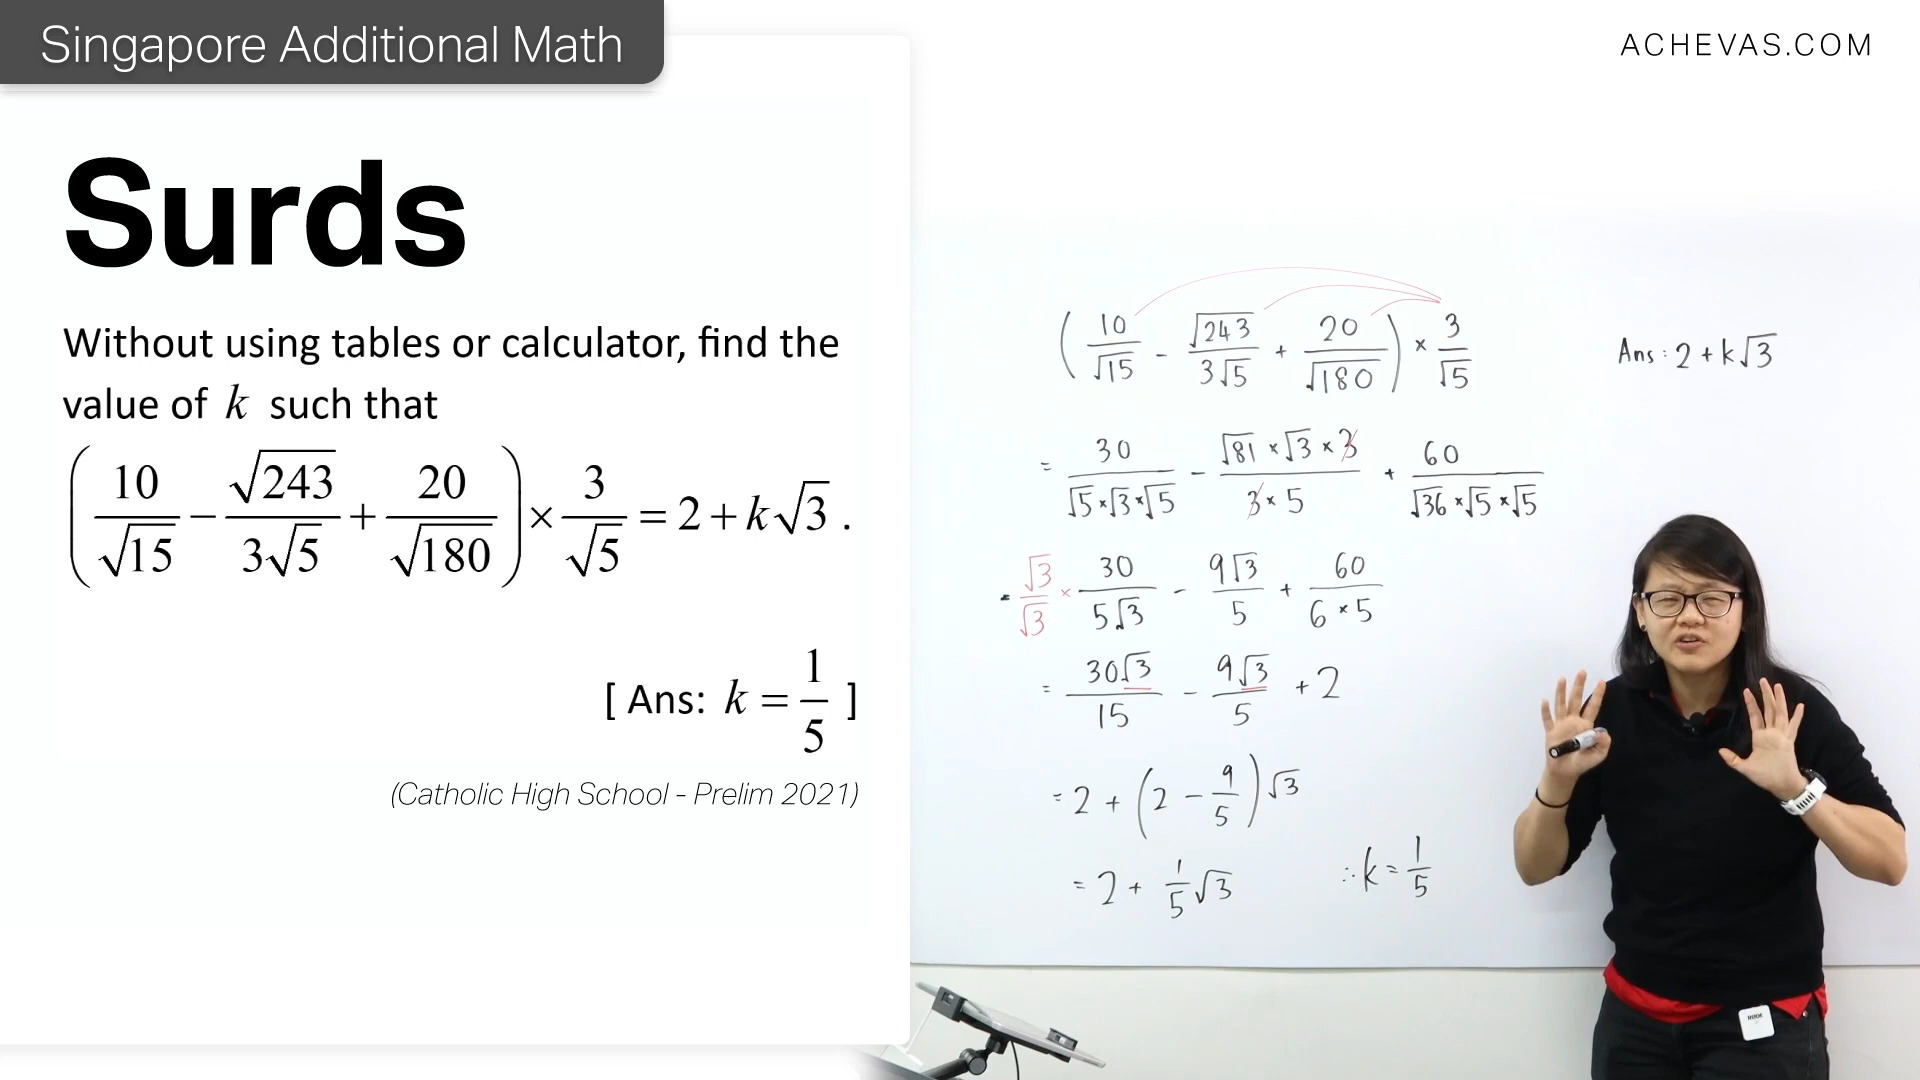 Singapore Additional Math
ACHEVAS.COM
Surds
Without using tables or calculator, find the
value of k such that
(10/√15 − √243/3√5 + 20/√180) × 3/√5 = 2 + k√3 .
[ Ans: k = 1/5 ]
(Catholic High School - Prelim 2021)
(10/√15 - √243/3√5 + 20/√180) × 3/√5
Ans: 2 + k√3
= 30/√5×√3×√5 - √81×√3×3/3×5 + 60/√36×√5×√5
= √3/√3 × 30/5√3 - 9√3/5 + 60/6×5
= 30√3/15 - 9√3/5 + 2
= 2 + (2 - 9/5)√3
= 2 + 1/5√3
∴ k = 1/5
RODE